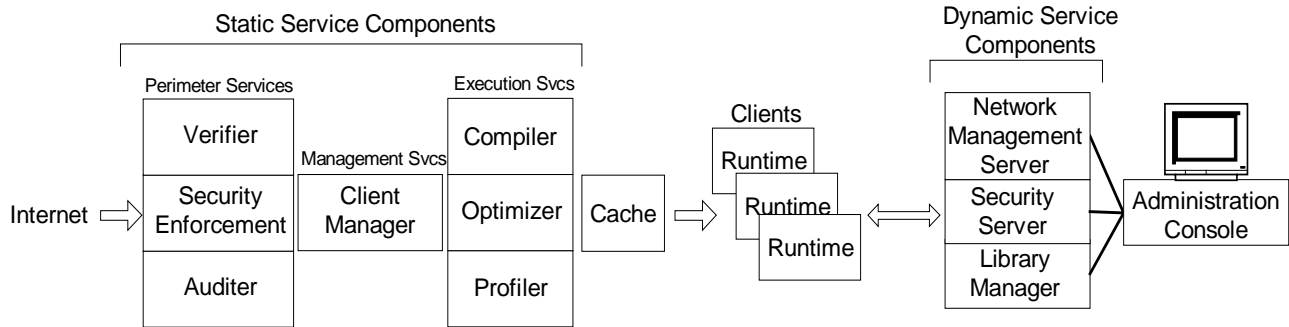 Static Service Components
Dynamic Service
Components
Perimeter Services
Execution Svcs
Verifier
Compiler
Clients
Network
Management
Server
Management Svcs
Runtime
Internet
Security
Enforcement
Client
Manager
Optimizer
Cache
Runtime
Security
Server
Administration
Console
Runtime
Auditer
Profiler
Library
Manager